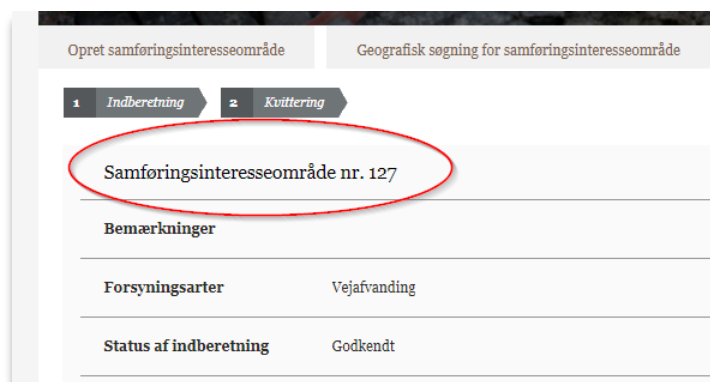 Opret samføringsinteresseområde Geografisk søgning for samføringsinteresseområde
1 Indberetning 2 Kvittering
Samføringsinteresseområde nr. 127
Bemærkninger
Forsyningsarter Vejafvanding
Status af indberetning Godkendt